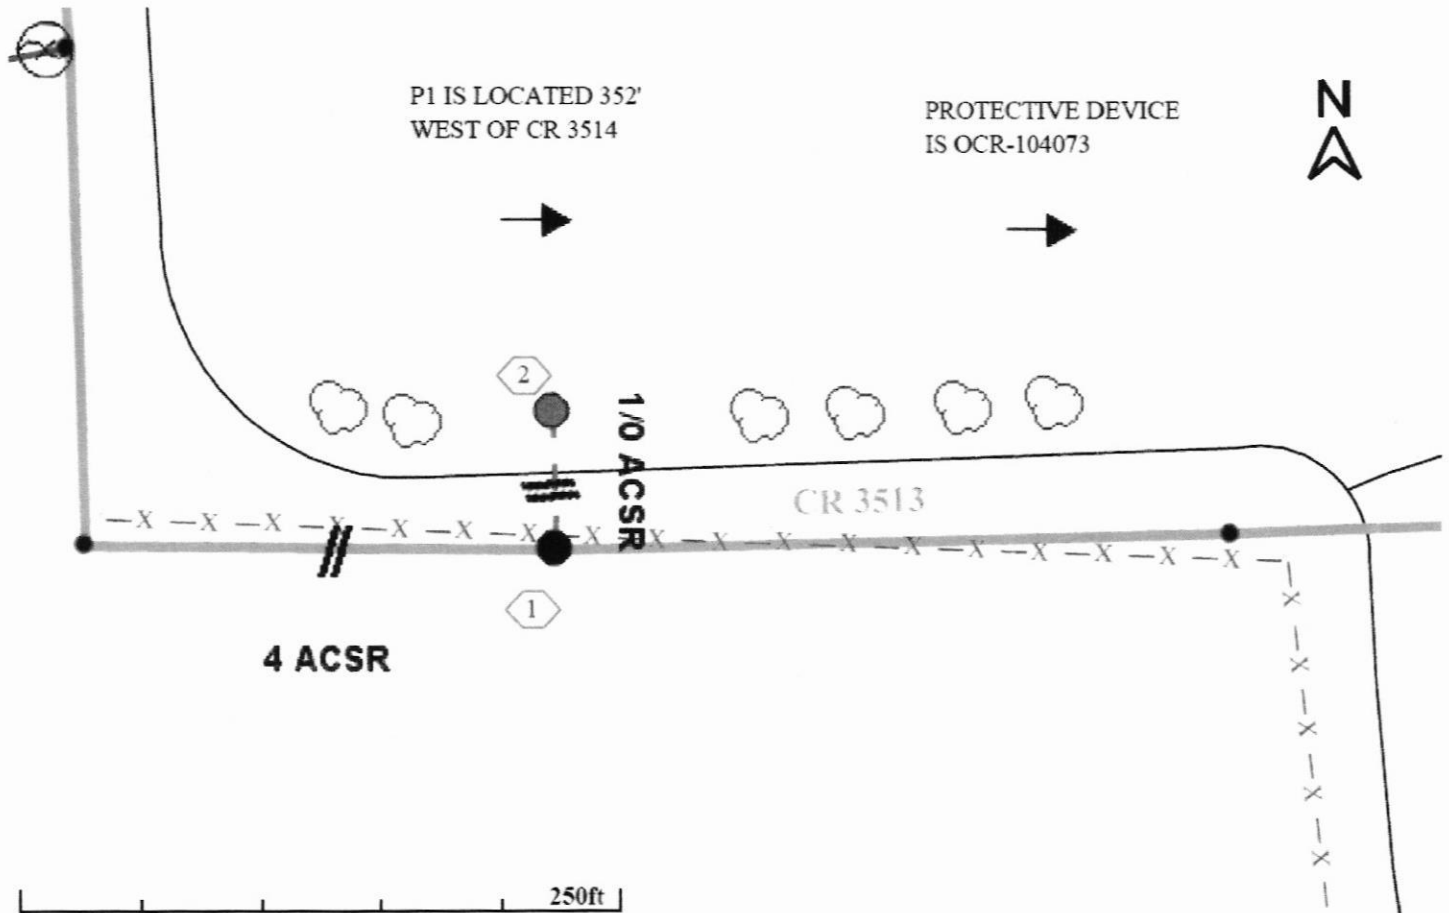 P1 IS LOCATED 352'
WEST OF CR 3514
PROTECTIVE DEVICE
IS OCR-104073
N
2
1/0 ACSR
CR 3513
X X X X X X X X X X X X X X X X X X
X
X
X
X
X
1
4 ACSR
250ft